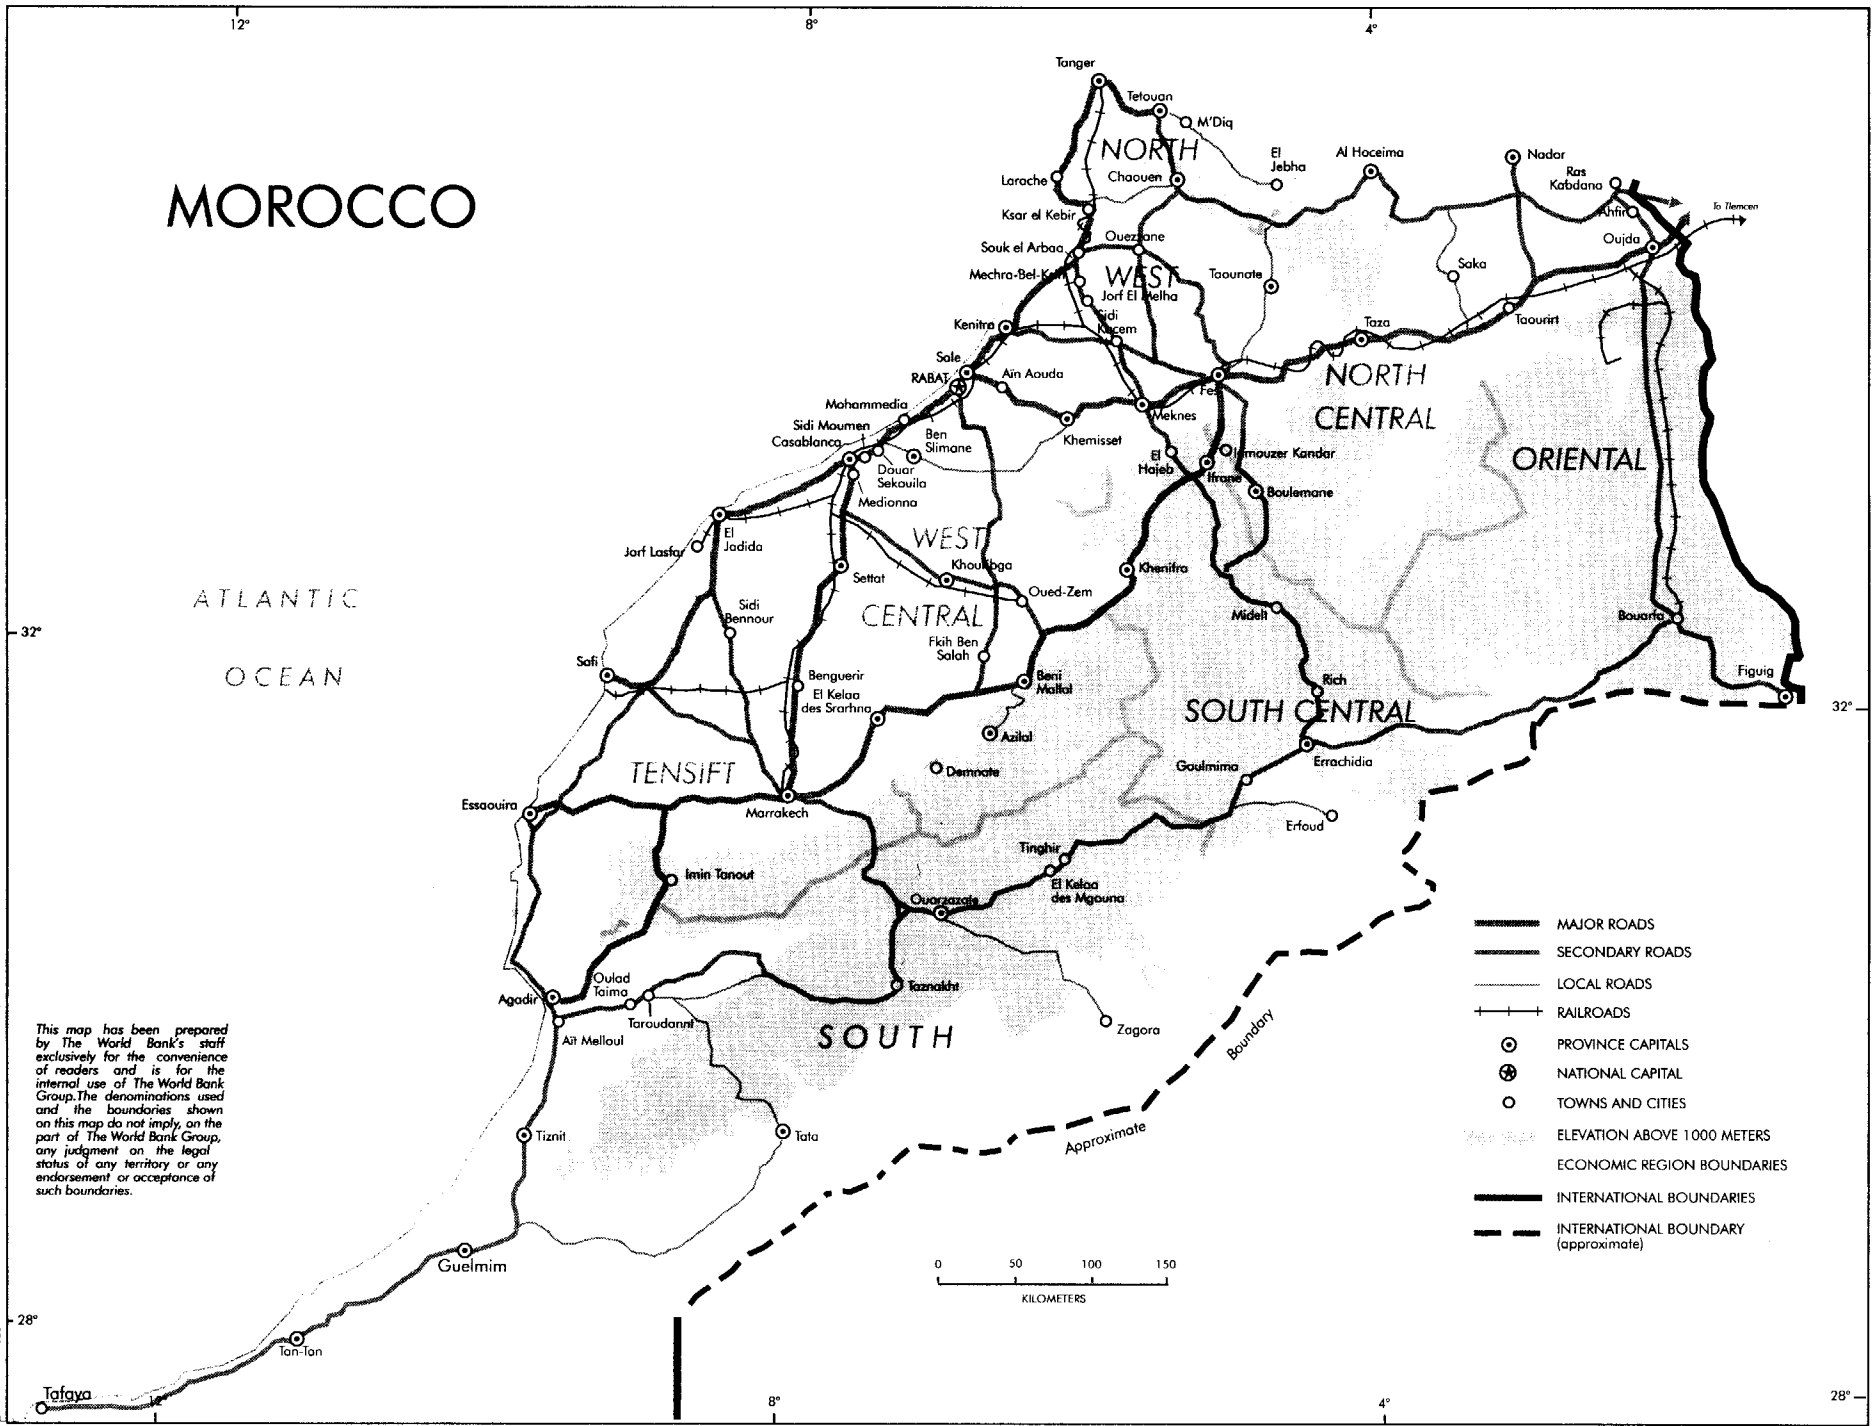 12°
8°
4°
MOROCCO
Tanger
Tetouan
M'Diq
NORTH
El
Jebha
Al Hoceima
Nador
Ras
Kabdana
Larache
Chaouen
To Tlemcen
Ksar el Kebir
Ahfir
Souk el Arbaa
Ouezzane
Oujda
Mechra-Bel-Ksiri
WEST
Taounate
Saka
Jorf El Melha
Kenitra
Sidi
Kacem
Taza
Taourirt
Sale
RABAT
Aïn Aouda
Fes
NORTH
CENTRAL
Mohammedia
Meknes
Sidi Moumen
Casablanca
Ben
Slimane
Khemisset
El
Hajeb
Imouzer Kandar
ORIENTAL
Douar
Sekouila
Ifrane
Boulemane
Medionna
El
Jadida
WEST
Jorf Lasfar
Khouribga
Khenifra
Settat
ATLANTIC
OCEAN
Oued-Zem
Sidi
Bennour
CENTRAL
Midelt
Bouarfa
32°
Fkih Ben
Salah
Safi
Benguerir
Beni
Mallal
Rich
Figuig
El Kelaa
des Srarhna
SOUTH CENTRAL
32°
Azilal
TENSIFT
Demnate
Goulmima
Errachidia
Essaouira
Marrakech
Erfoud
Tinghir
Imin Tanout
El Kelaa
des Mgouna
Ouarzazate
MAJOR ROADS
SECONDARY ROADS
LOCAL ROADS
RAILROADS
PROVINCE CAPITALS
NATIONAL CAPITAL
TOWNS AND CITIES
ELEVATION ABOVE 1000 METERS
ECONOMIC REGION BOUNDARIES
INTERNATIONAL BOUNDARIES
INTERNATIONAL BOUNDARY
(approximate)
Agadir
Oulad
Taima
Taznakht
Taroudannt
Zagora
Aït Melloul
SOUTH
Boundary
Approximate
This map has been prepared
by The World Bank's staff
exclusively for the convenience
of readers and is for the
internal use of The World Bank
Group. The denominations used
and the boundaries shown
on this map do not imply, on the
part of The World Bank Group,
any judgment on the legal
status of any territory or any
endorsement or acceptance of
such boundaries.
Tiznit
Tata
Guelmim
0 50 100 150
KILOMETERS
28°
Tan-Tan
Tafaya
12°
8°
4°
28°